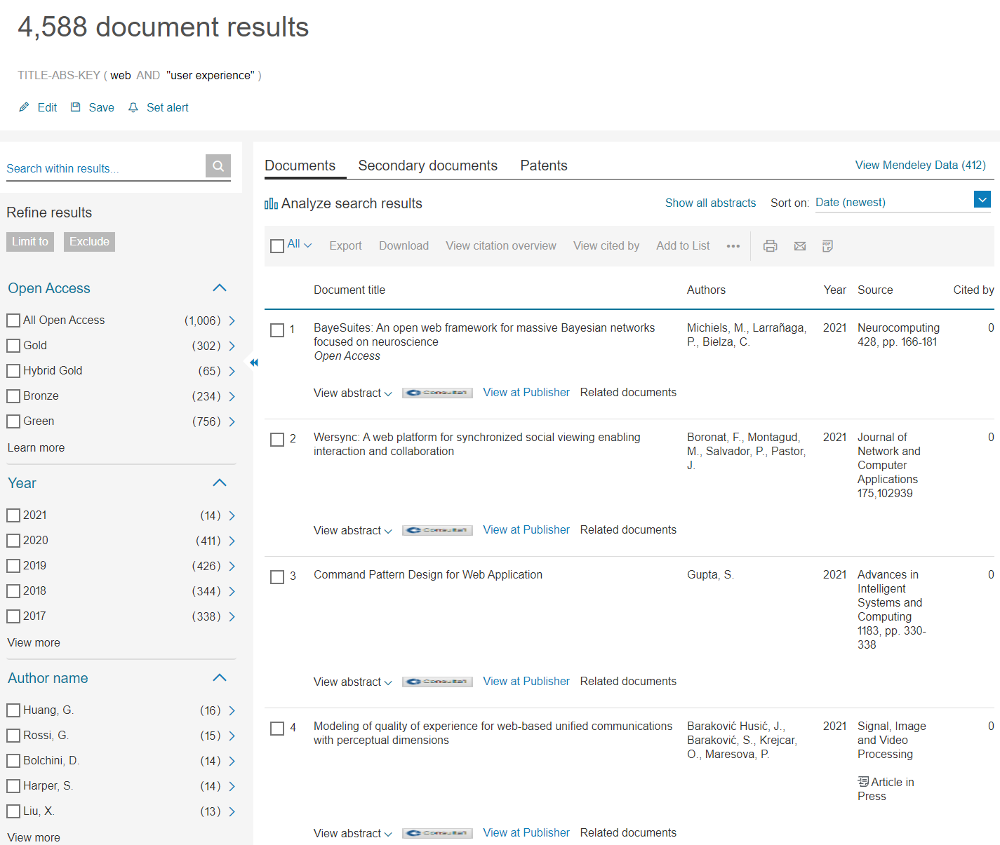 4,588 document results
TITLE-ABS-KEY ( web AND "user experience" )
Edit Save Set alert
Search within results...
Refine results
Limit to Exclude
Open Access
All Open Access (1,006)
Gold (302)
Hybrid Gold (65)
Bronze (234)
Green (756)
Learn more
Year
2021 (14)
2020 (411)
2019 (426)
2018 (344)
2017 (338)
View more
Author name
Huang, G. (16)
Rossi, G. (15)
Bolchini, D. (14)
Harper, S. (14)
Liu, X. (13)
View more
Documents Secondary documents Patents View Mendeley Data (412)
Analyze search results Show all abstracts Sort on: Date (newest)
All Export Download View citation overview View cited by Add to List •••
Document title Authors Year Source Cited by
1 BayeSuites: An open web framework for massive Bayesian networks Michiels, M., Larrañaga, 2021 Neurocomputing 0
focused on neuroscience P., Bielza, C. 428, pp. 166-181
Open Access
View abstract Consultar! View at Publisher Related documents
2 Wersync: A web platform for synchronized social viewing enabling Boronat, F., Montagud, 2021 Journal of 0
interaction and collaboration M., Salvador, P., Pastor, Network and
J. Computer
Applications
175,102939
View abstract Consultar! View at Publisher Related documents
3 Command Pattern Design for Web Application Gupta, S. 2021 Advances in 0
Intelligent
Systems and
Computing
1183, pp. 330-
338
View abstract Consultar! View at Publisher Related documents
4 Modeling of quality of experience for web-based unified communications Baraković Husić, J., 2021 Signal, Image 0
with perceptual dimensions Baraković, S., Krejcar, and Video
O., Maresova, P. Processing
Article in
Press
View abstract Consultar! View at Publisher Related documents